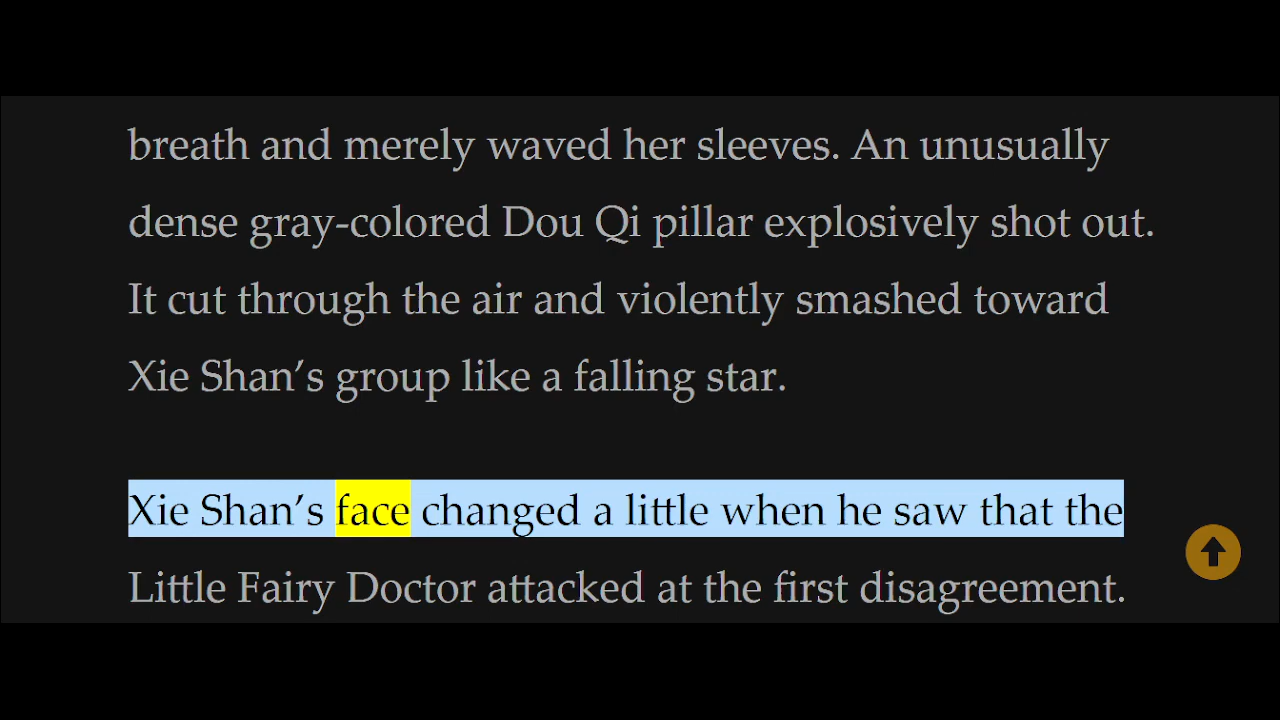 breath and merely waved her sleeves. An unusually
dense gray-colored Dou Qi pillar explosively shot out.
It cut through the air and violently smashed toward
Xie Shan’s group like a falling star.
Xie Shan’s face changed a little when he saw that the
Little Fairy Doctor attacked at the first disagreement.